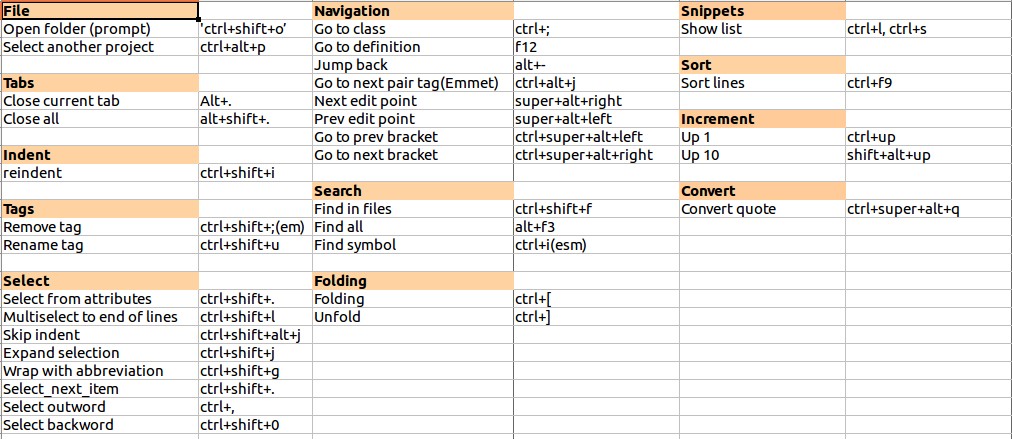 File Navigation Snippets
Open folder (prompt) 'ctrl+shift+o’ Go to class ctrl+; Show list ctrl+l, ctrl+s
Select another project ctrl+alt+p Go to definition f12
Jump back alt+- Sort
Tabs Go to next pair tag(Emmet) ctrl+alt+j Sort lines ctrl+f9
Close current tab Alt+. Next edit point super+alt+right
Close all alt+shift+. Prev edit point super+alt+left Increment
Go to prev bracket ctrl+super+alt+left Up 1 ctrl+up
Indent Go to next bracket ctrl+super+alt+right Up 10 shift+alt+up
reindent ctrl+shift+i
Search Convert
Tags Find in files ctrl+shift+f Convert quote ctrl+super+alt+q
Remove tag ctrl+shift+;(em) Find all alt+f3
Rename tag ctrl+shift+u Find symbol ctrl+i(esm)
Select Folding
Select from attributes ctrl+shift+. Folding ctrl+[
Multiselect to end of lines ctrl+shift+l Unfold ctrl+]
Skip indent ctrl+shift+alt+j
Expand selection ctrl+shift+j
Wrap with abbreviation ctrl+shift+g
Select_next_item ctrl+shift+.
Select outword ctrl+,
Select backword ctrl+shift+0